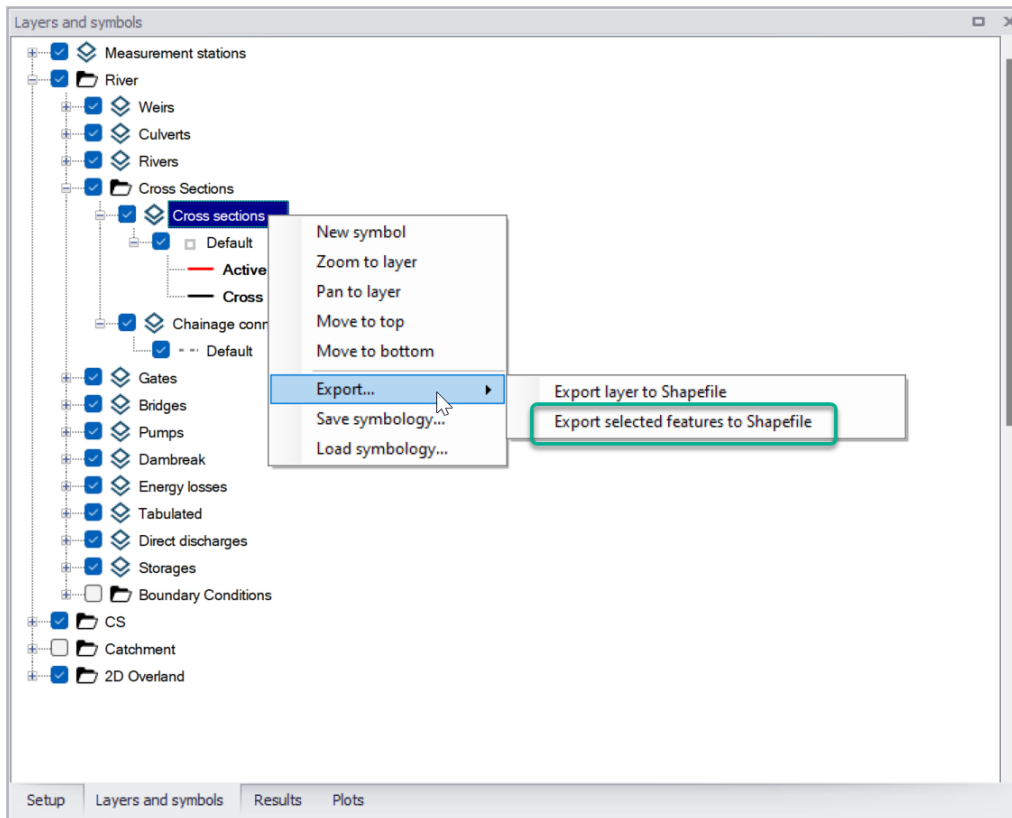 Layers and symbols
Measurement stations
River
Weirs
Culverts
Rivers
Cross Sections
Cross sections
Default
Active
Cross
Chainage conn
Default
Gates
Bridges
Pumps
Dambreak
Energy losses
Tabulated
Direct discharges
Storages
Boundary Conditions
CS
Catchment
2D Overland
New symbol
Zoom to layer
Pan to layer
Move to top
Move to bottom
Export...
Save symbology...
Load symbology...
Export layer to Shapefile
Export selected features to Shapefile
Setup Layers and symbols Results Plots